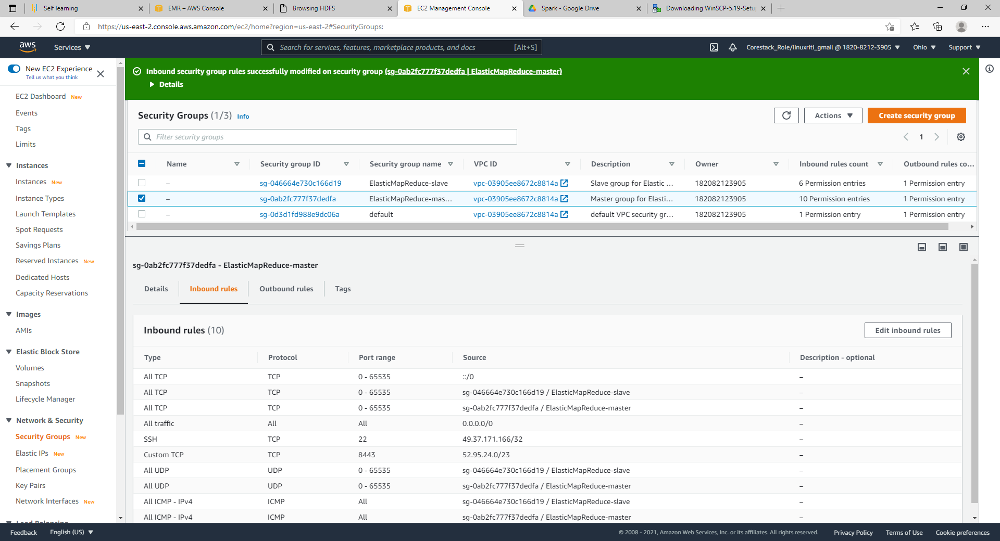 Self learning
EMR – AWS Console
Browsing HDFS
EC2 Management Console
Spark - Google Drive
Downloading WinSCP-5.19-Setu
https://us-east-2.console.aws.amazon.com/ec2/home?region=us-east-2#SecurityGroups:
aws
Services
Search for services, features, marketplace products, and docs [Alt+S]
Corestack_Role/linuxriti_gmail @ 1820-8212-3905
Ohio
Support
New EC2 Experience
Tell us what you think
EC2 Dashboard New
Events
Tags
Limits
Instances
Instances New
Instance Types
Launch Templates
Spot Requests
Savings Plans
Reserved Instances New
Dedicated Hosts
Capacity Reservations
Images
AMIs
Elastic Block Store
Volumes
Snapshots
Lifecycle Manager
Network & Security
Security Groups New
Elastic IPs New
Placement Groups
Key Pairs
Network Interfaces New
Load Balancing
Inbound security group rules successfully modified on security group (sg-0ab2fc777f37dedfa | ElasticMapReduce-master)
Details
Security Groups (1/3) Info
Actions
Create security group
Filter security groups
1
Name Security group ID Security group name VPC ID Description Owner Inbound rules count Outbound rules co...
– sg-046664e730c166d19 ElasticMapReduce-slave vpc-03905ee8672c8814a Slave group for Elastic ... 182082123905 6 Permission entries 1 Permission entry
– sg-0ab2fc777f37dedfa ElasticMapReduce-mas... vpc-03905ee8672c8814a Master group for Elasti... 182082123905 10 Permission entries 1 Permission entry
– sg-0d3d1fd988e9dc06a default vpc-03905ee8672c8814a default VPC security gr... 182082123905 1 Permission entry 1 Permission entry
sg-0ab2fc777f37dedfa - ElasticMapReduce-master
Details Inbound rules Outbound rules Tags
Inbound rules (10)
Edit inbound rules
Type Protocol Port range Source Description - optional
All TCP TCP 0 - 65535 ::/0 –
All TCP TCP 0 - 65535 sg-046664e730c166d19 / ElasticMapReduce-slave –
All TCP TCP 0 - 65535 sg-0ab2fc777f37dedfa / ElasticMapReduce-master –
All traffic All All 0.0.0.0/0 –
SSH TCP 22 49.37.171.166/32 –
Custom TCP TCP 8443 52.95.24.0/23 –
All UDP UDP 0 - 65535 sg-046664e730c166d19 / ElasticMapReduce-slave –
All UDP UDP 0 - 65535 sg-0ab2fc777f37dedfa / ElasticMapReduce-master –
All ICMP - IPv4 ICMP All sg-046664e730c166d19 / ElasticMapReduce-slave –
All ICMP - IPv4 ICMP All sg-0ab2fc777f37dedfa / ElasticMapReduce-master –
Feedback
English (US)
© 2008 - 2021, Amazon Web Services, Inc. or its affiliates. All rights reserved.
Privacy Policy
Terms of Use
Cookie preferences